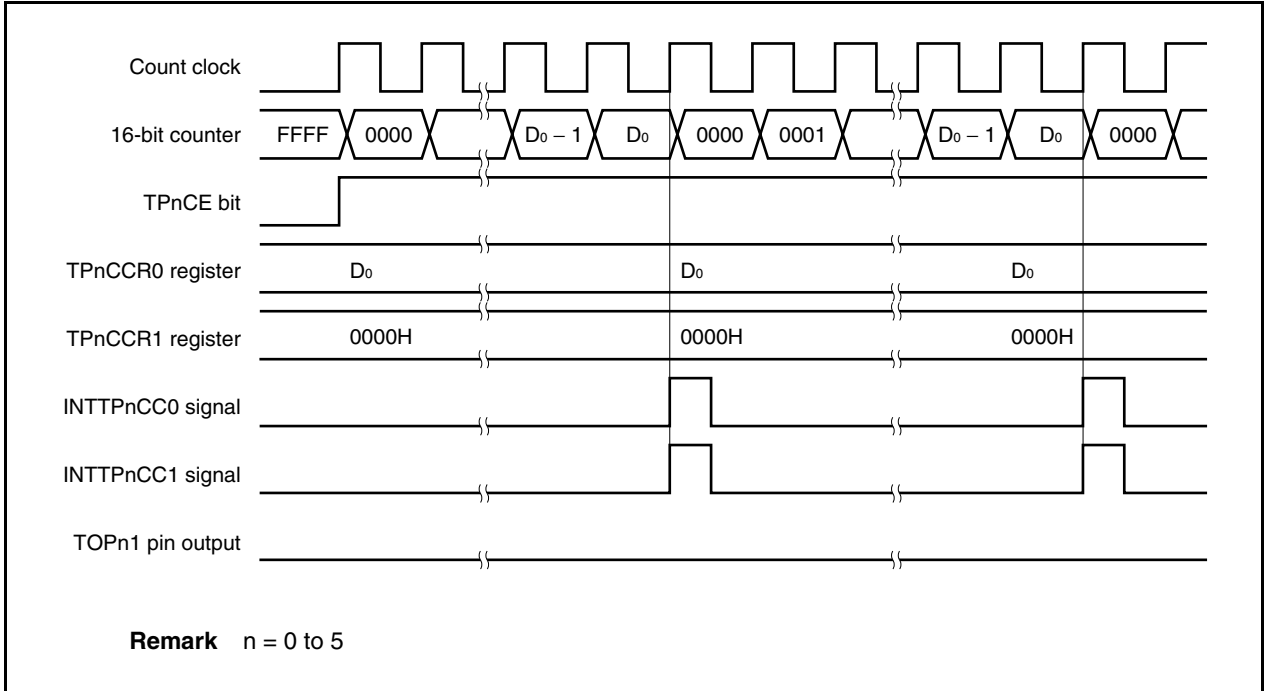 Count clock
16-bit counter FFFF 0000 D0 − 1 D0 0000 0001 D0 − 1 D0 0000
TPnCE bit
TPnCCR0 register D0 D0 D0
TPnCCR1 register 0000H 0000H 0000H
INTTPnCC0 signal
INTTPnCC1 signal
TOPn1 pin output
Remark n = 0 to 5